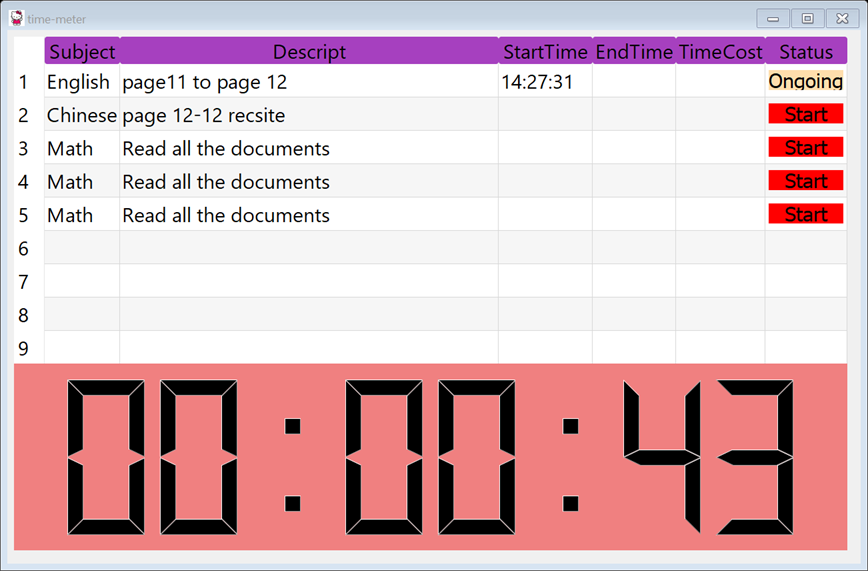 time-meter
Subject Descript StartTime EndTime TimeCost Status
1 English page11 to page 12 14:27:31 Ongoing
2 Chinese page 12-12 recsite Start
3 Math Read all the documents Start
4 Math Read all the documents Start
5 Math Read all the documents Start
6
7
8
9
00:00:43